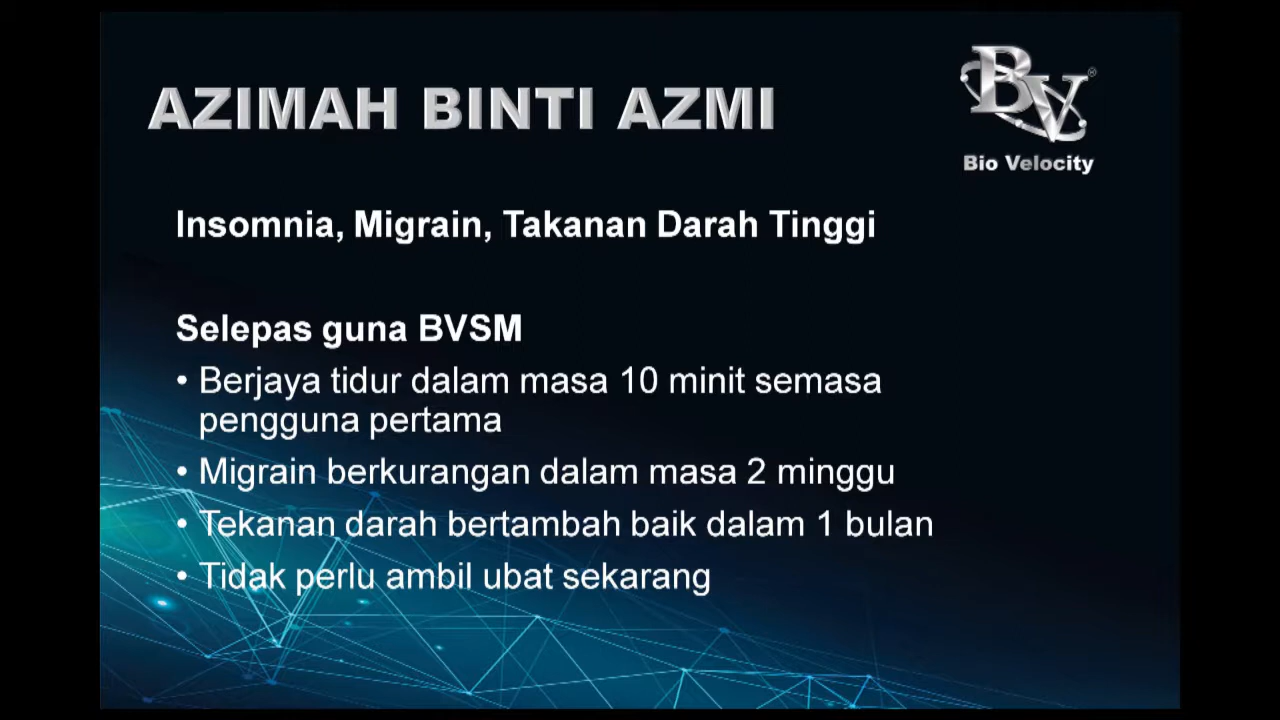 AZIMAH BINTI AZMI
BV®
Bio Velocity
Insomnia, Migrain, Takanan Darah Tinggi
Selepas guna BVSM
• Berjaya tidur dalam masa 10 minit semasa
pengguna pertama
• Migrain berkurangan dalam masa 2 minggu
• Tekanan darah bertambah baik dalam 1 bulan
• Tidak perlu ambil ubat sekarang